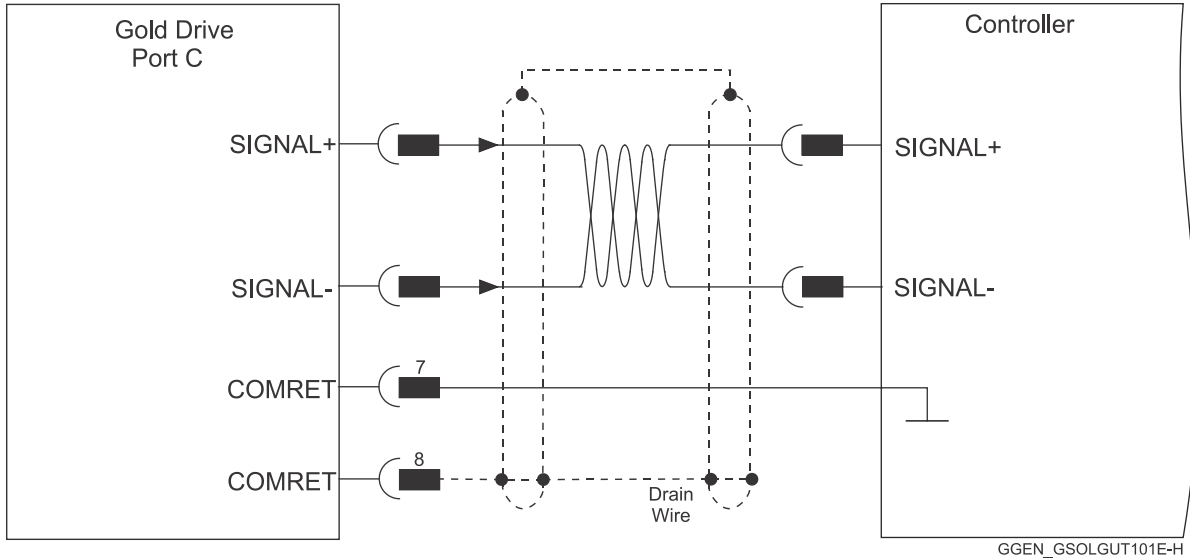 Gold Drive
Port C
Controller
SIGNAL+
SIGNAL+
SIGNAL-
SIGNAL-
7
COMRET
8
COMRET
Drain
Wire
GGEN_GSOLGUT101E-H